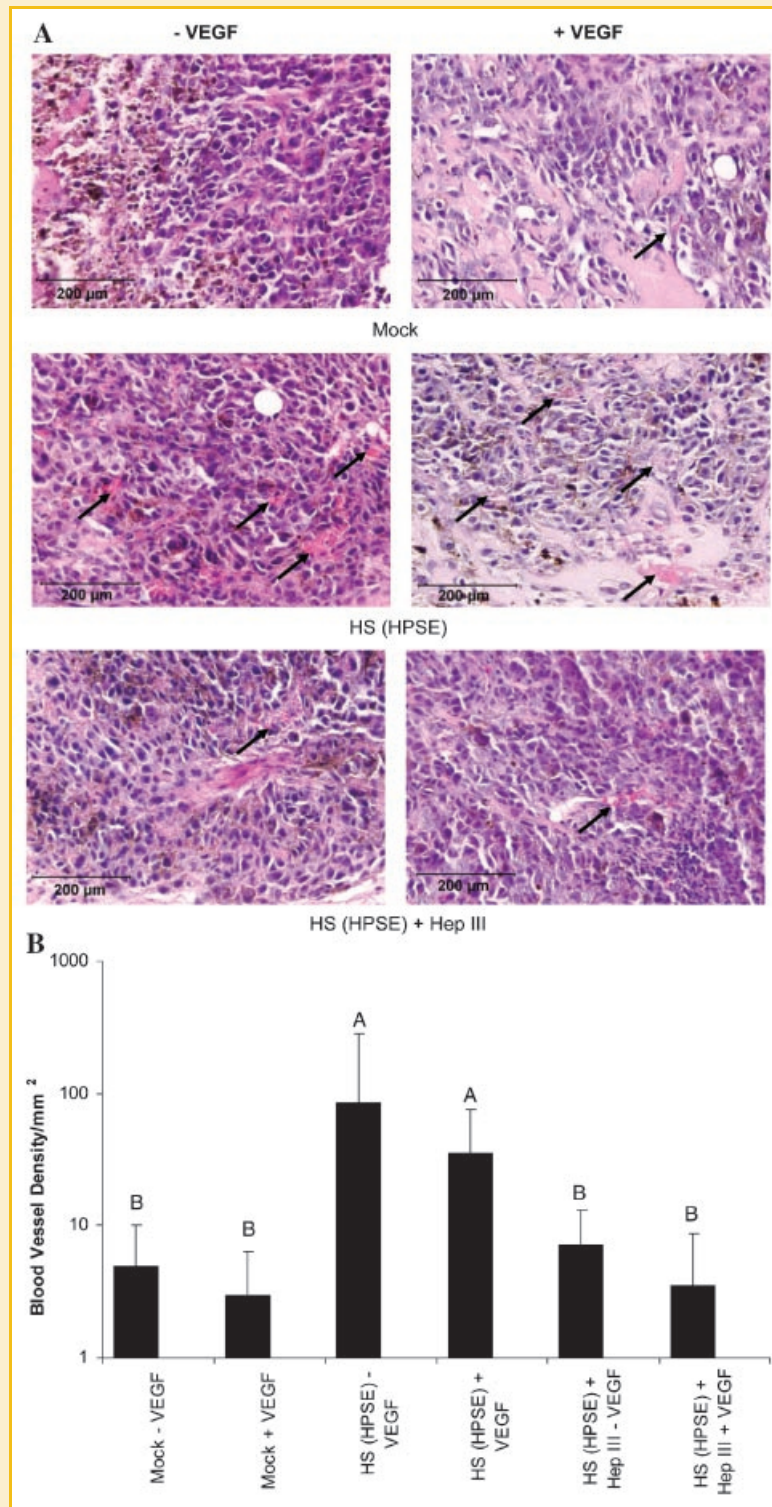 A
- VEGF + VEGF
200 µm 200 µm
Mock
200 µm 200 µm
HS (HPSE)
200 µm 200 µm
HS (HPSE) + Hep III
B
1000
100
10
1
Blood Vessel Density/mm²
B
B
A
A
B
B
Mock - VEGF
Mock + VEGF
HS (HPSE) -
VEGF
HS (HPSE) +
VEGF
HS (HPSE) +
Hep III - VEGF
HS (HPSE) +
Hep III + VEGF